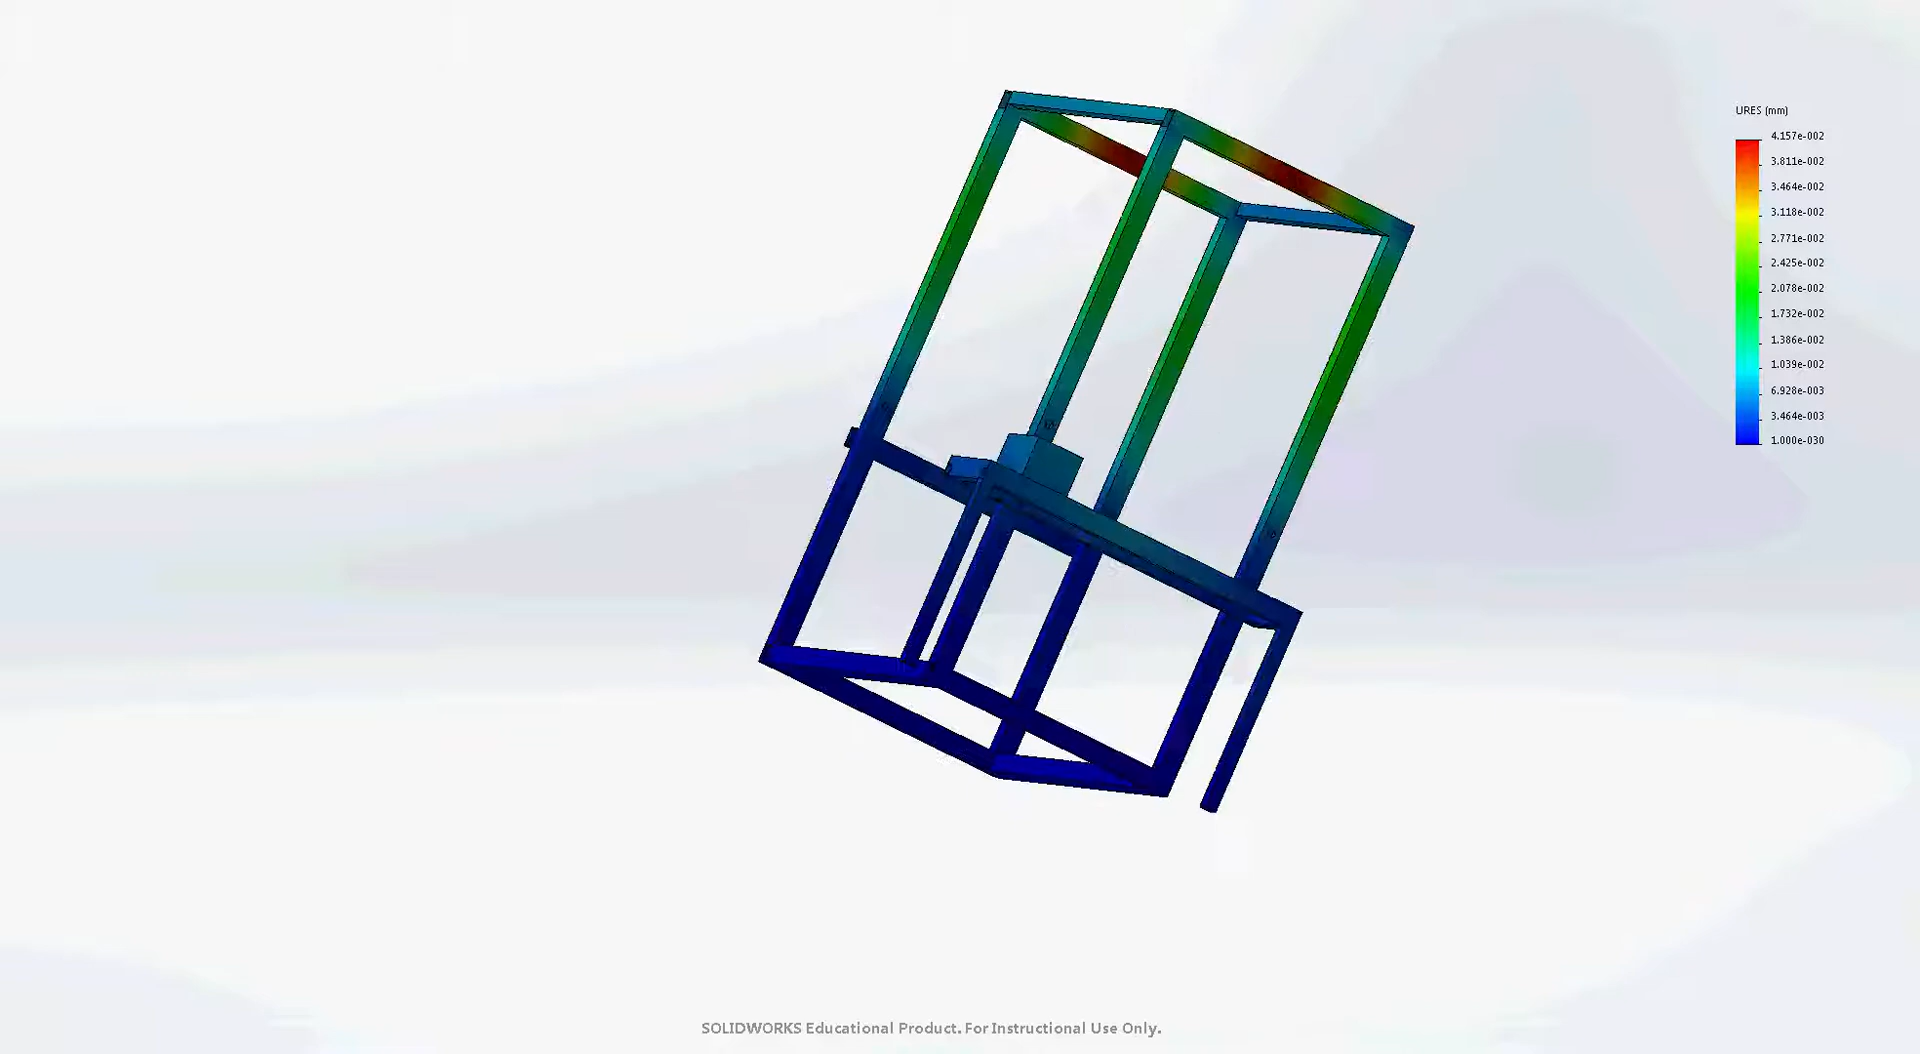 URES (mm)
4.157e-002
3.811e-002
3.464e-002
3.118e-002
2.771e-002
2.425e-002
2.078e-002
1.732e-002
1.386e-002
1.039e-002
6.928e-003
3.464e-003
1.000e-030
SOLIDWORKS Educational Product. For Instructional Use Only.